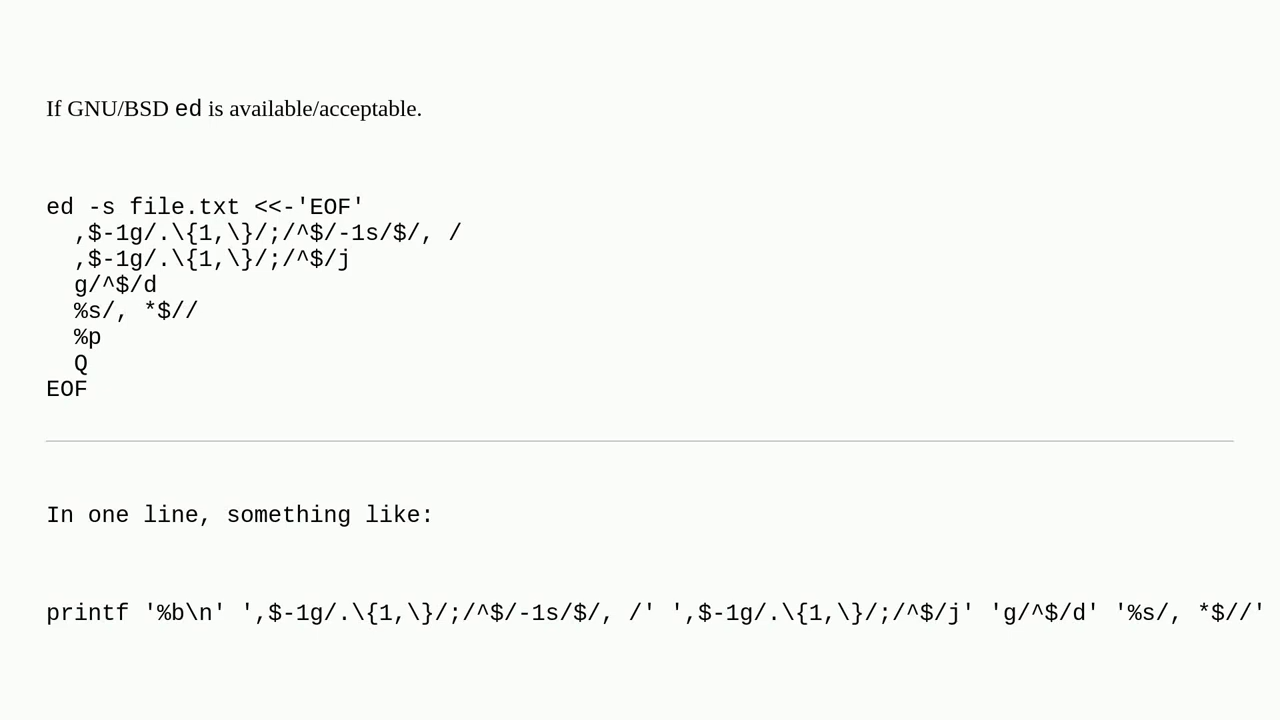 If GNU/BSD ed is available/acceptable.
ed -s file.txt <<-'EOF'
  ,$-1g/.\{1,\}/;/^$/-1s/$/, /
  ,$-1g/.\{1,\}/;/^$/j
  g/^$/d
  %s/, *$//
  %p
  Q
EOF
In one line, something like:
printf '%b\n' ',$-1g/.\{1,\}/;/^$/-1s/$/, /' ',$-1g/.\{1,\}/;/^$/j' 'g/^$/d' '%s/, *$//'